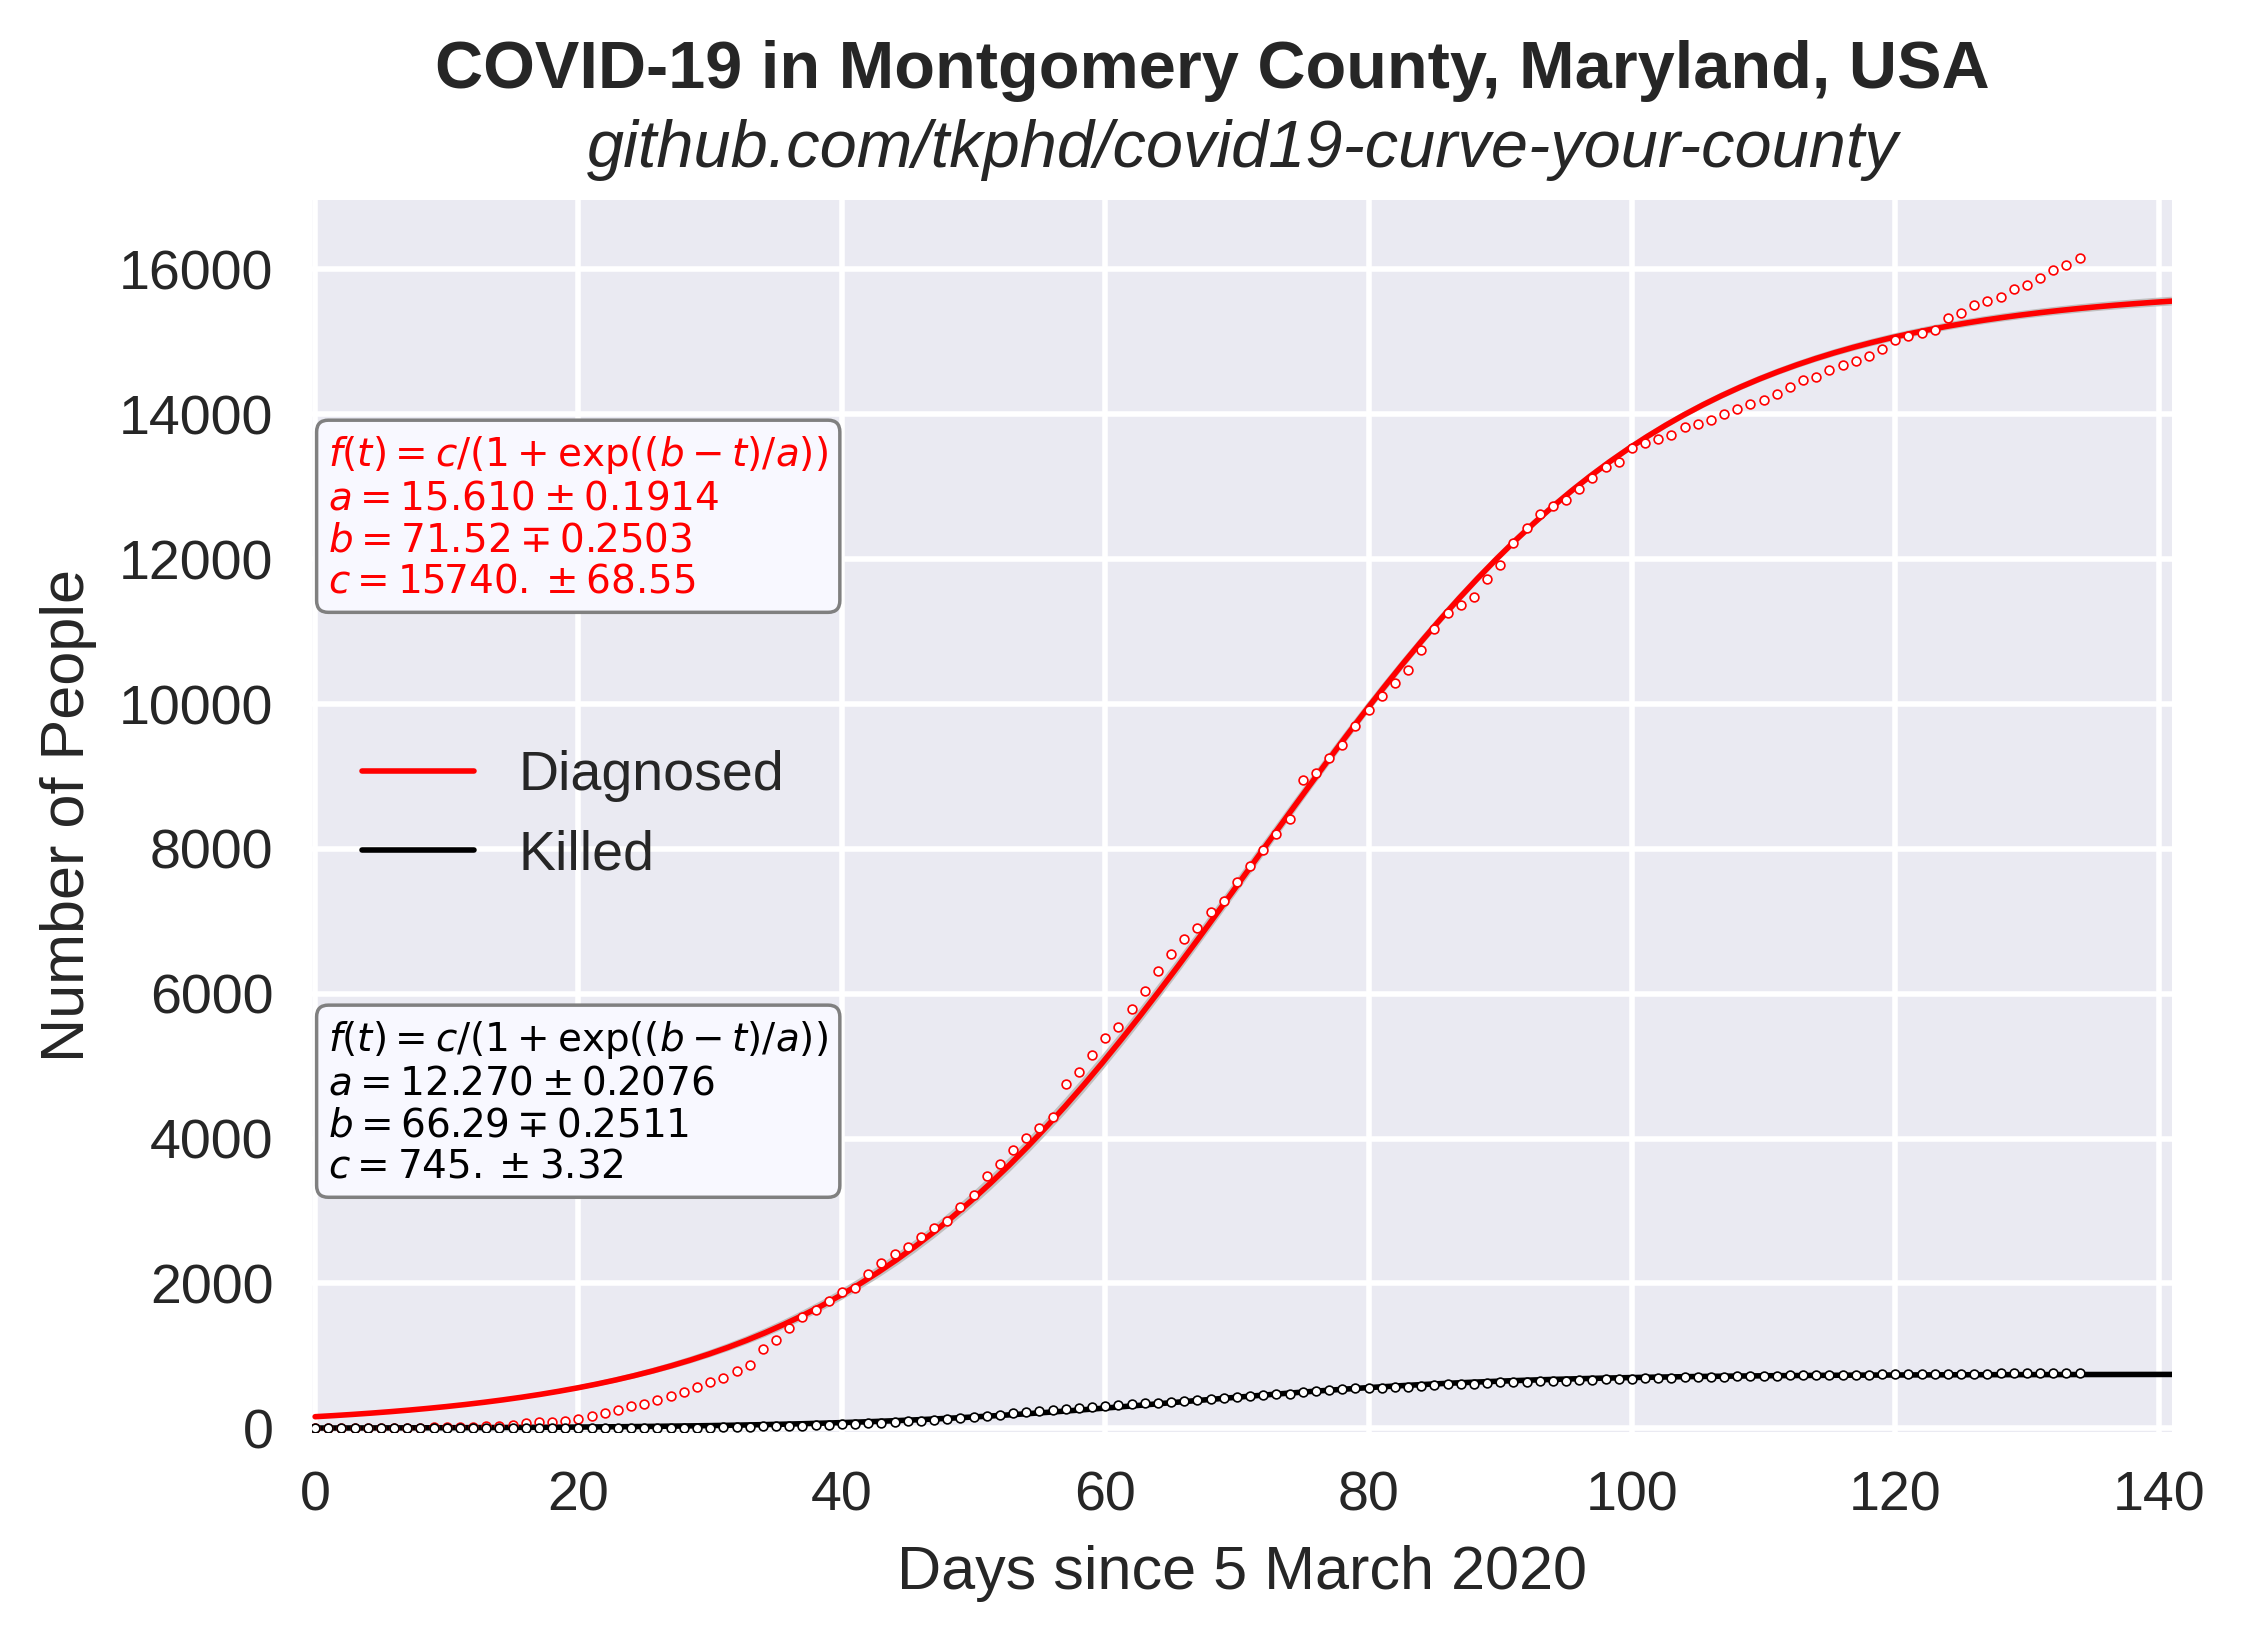 COVID-19 in Montgomery County, Maryland, USA
github.com/tkphd/covid19-curve-your-county
Number of People
16000
14000
12000
10000
8000
6000
4000
2000
0
f(t) = c/(1 + exp((b − t)/a))
a = 15.610 ± 0.1914
b = 71.52 ∓ 0.2503
c = 15740. ± 68.55
Diagnosed
Killed
f(t) = c/(1 + exp((b − t)/a))
a = 12.270 ± 0.2076
b = 66.29 ∓ 0.2511
c = 745. ± 3.32
0 20 40 60 80 100 120 140
Days since 5 March 2020